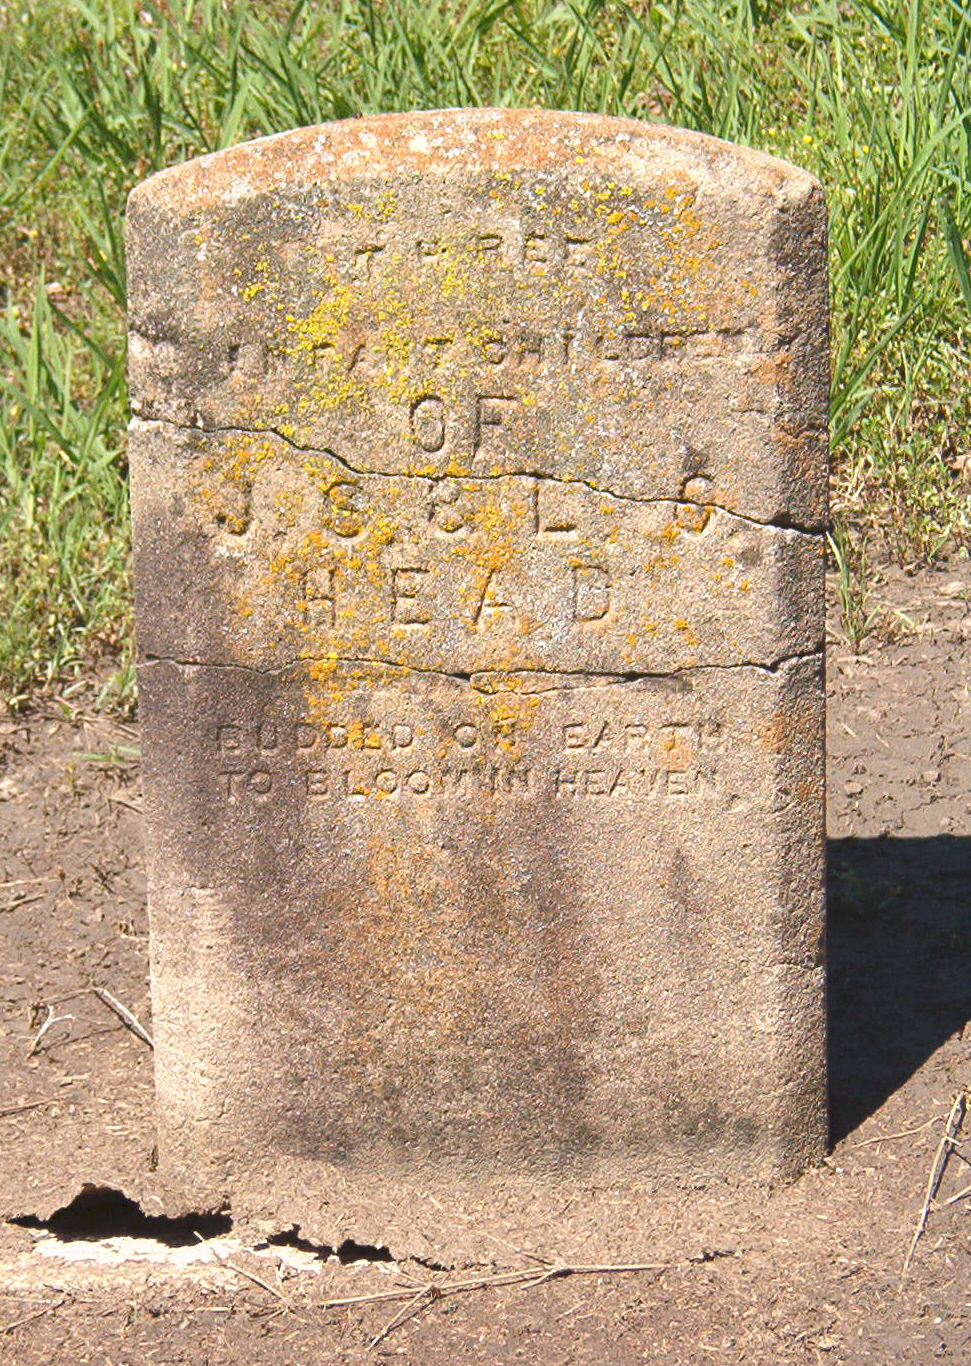 THREE
INFANT CHILDREN
OF
J S & L S
HEAD
BUDDED ON EARTH
TO BLOOM IN HEAVEN